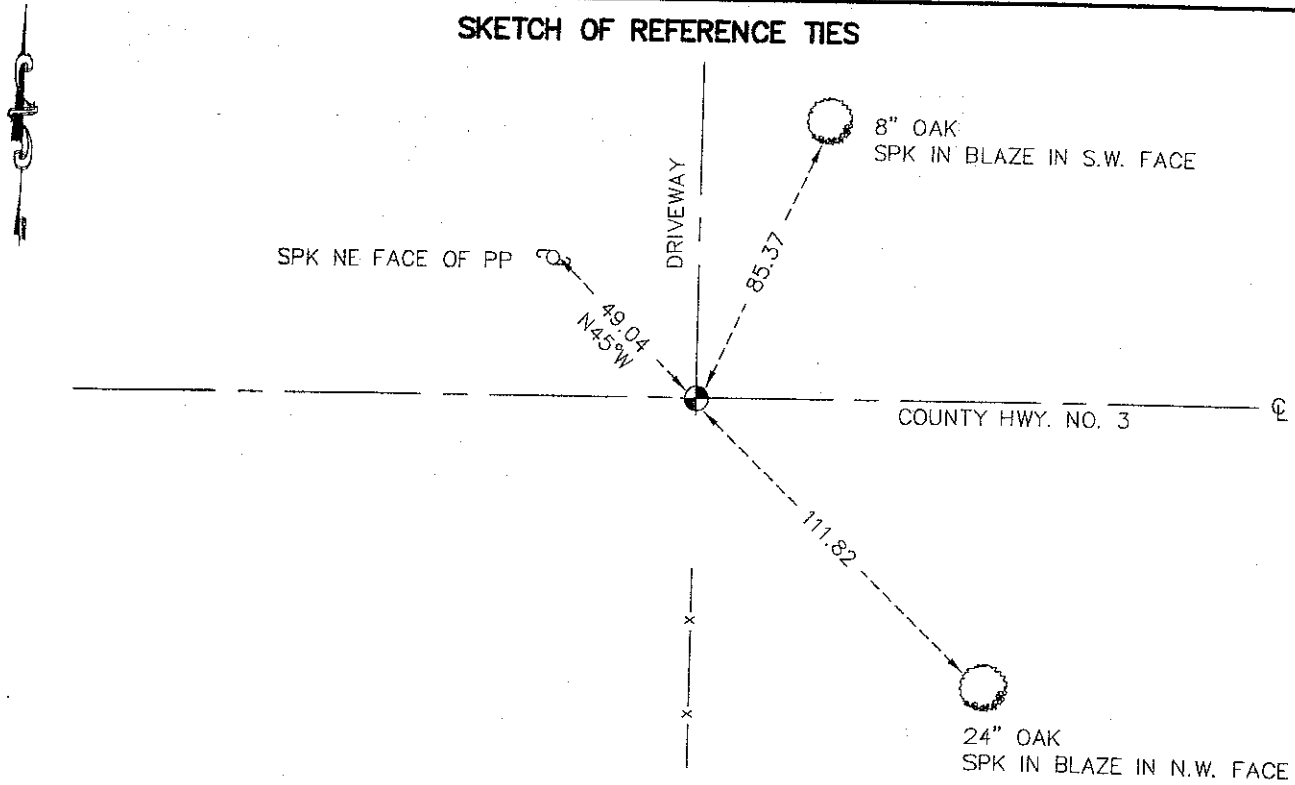 SKETCH OF REFERENCE TIES
8" OAK
SPK IN BLAZE IN S.W. FACE
DRIVEWAY
85.37
SPK NE FACE OF PP
49.04
N45°W
COUNTY HWY. NO. 3
℄
111.82
x
x
24" OAK
SPK IN BLAZE IN N.W. FACE